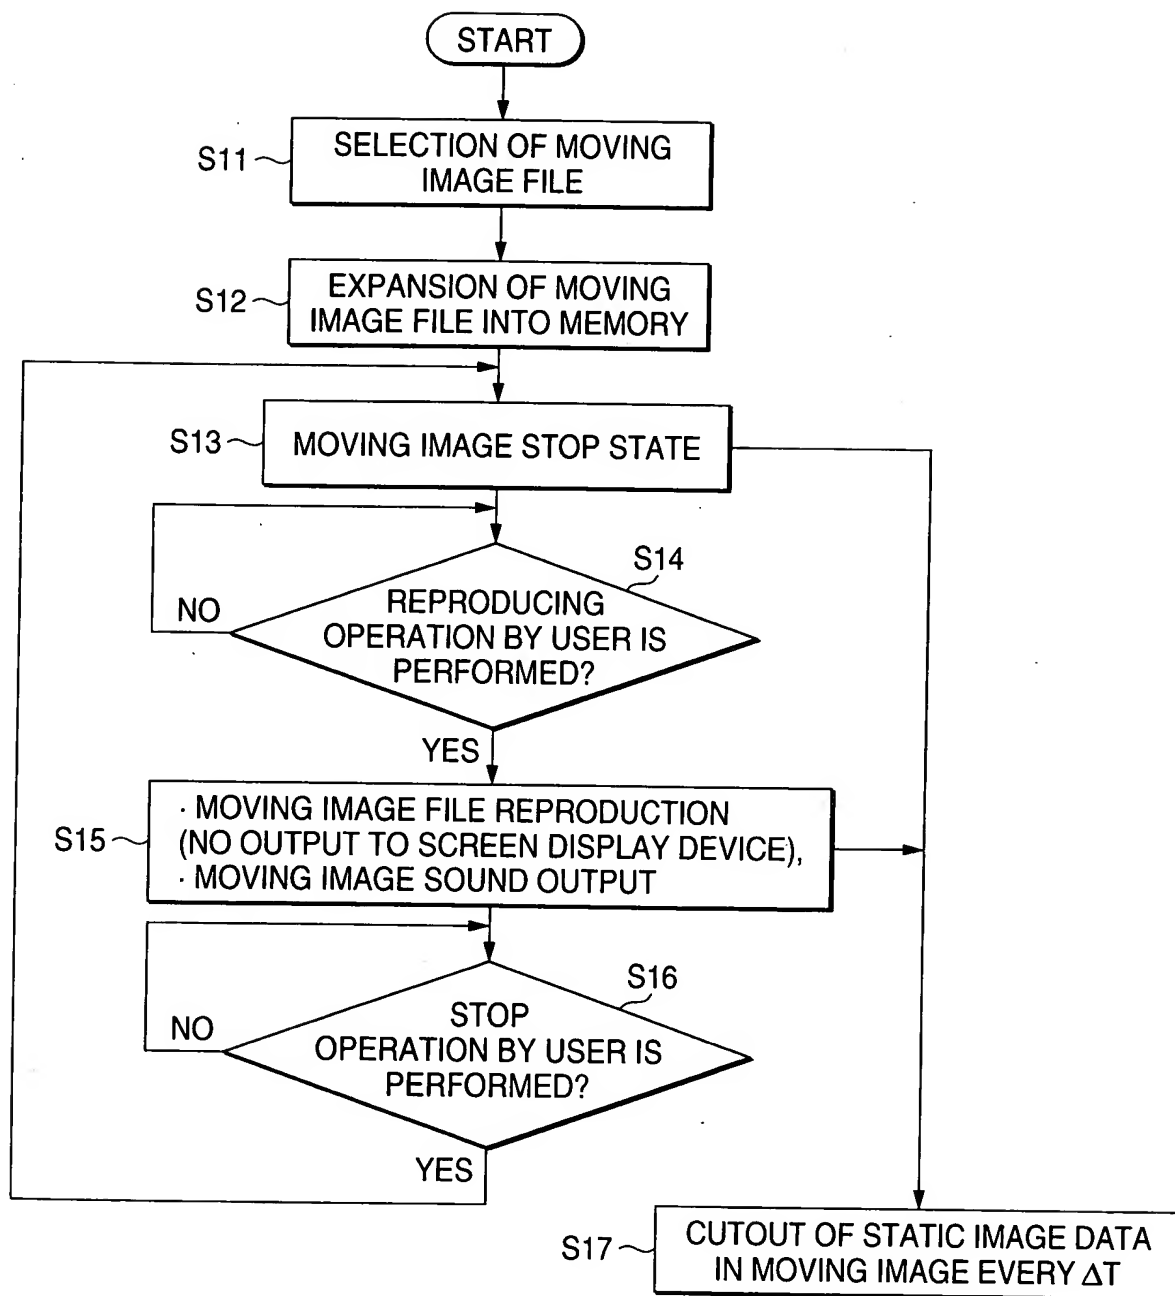 START
S11
SELECTION OF MOVING
IMAGE FILE
S12
EXPANSION OF MOVING
IMAGE FILE INTO MEMORY
S13
MOVING IMAGE STOP STATE
S14
REPRODUCING
OPERATION BY USER IS
PERFORMED?
NO
YES
S15
· MOVING IMAGE FILE REPRODUCTION
(NO OUTPUT TO SCREEN DISPLAY DEVICE),
· MOVING IMAGE SOUND OUTPUT
S16
STOP
OPERATION BY USER IS
PERFORMED?
NO
YES
S17
CUTOUT OF STATIC IMAGE DATA
IN MOVING IMAGE EVERY ΔT